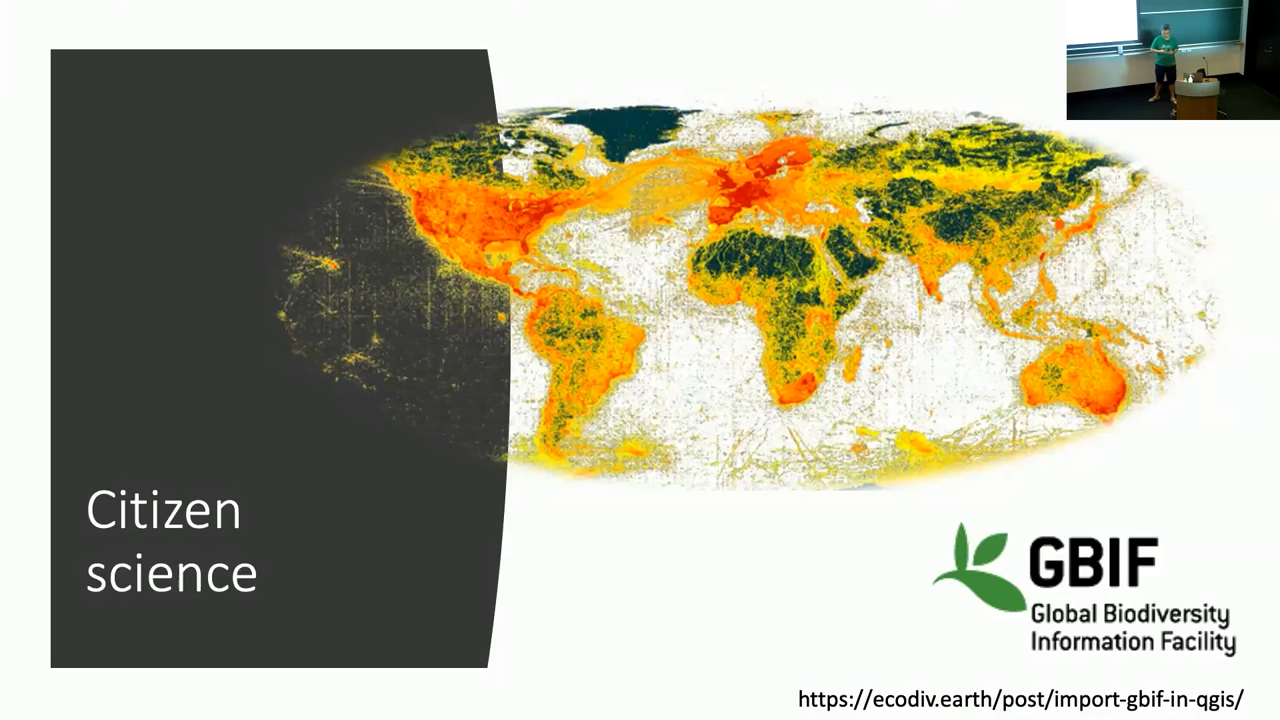 Citizen
science
GBIF
Global Biodiversity
Information Facility
https://ecodiv.earth/post/import-gbif-in-qgis/